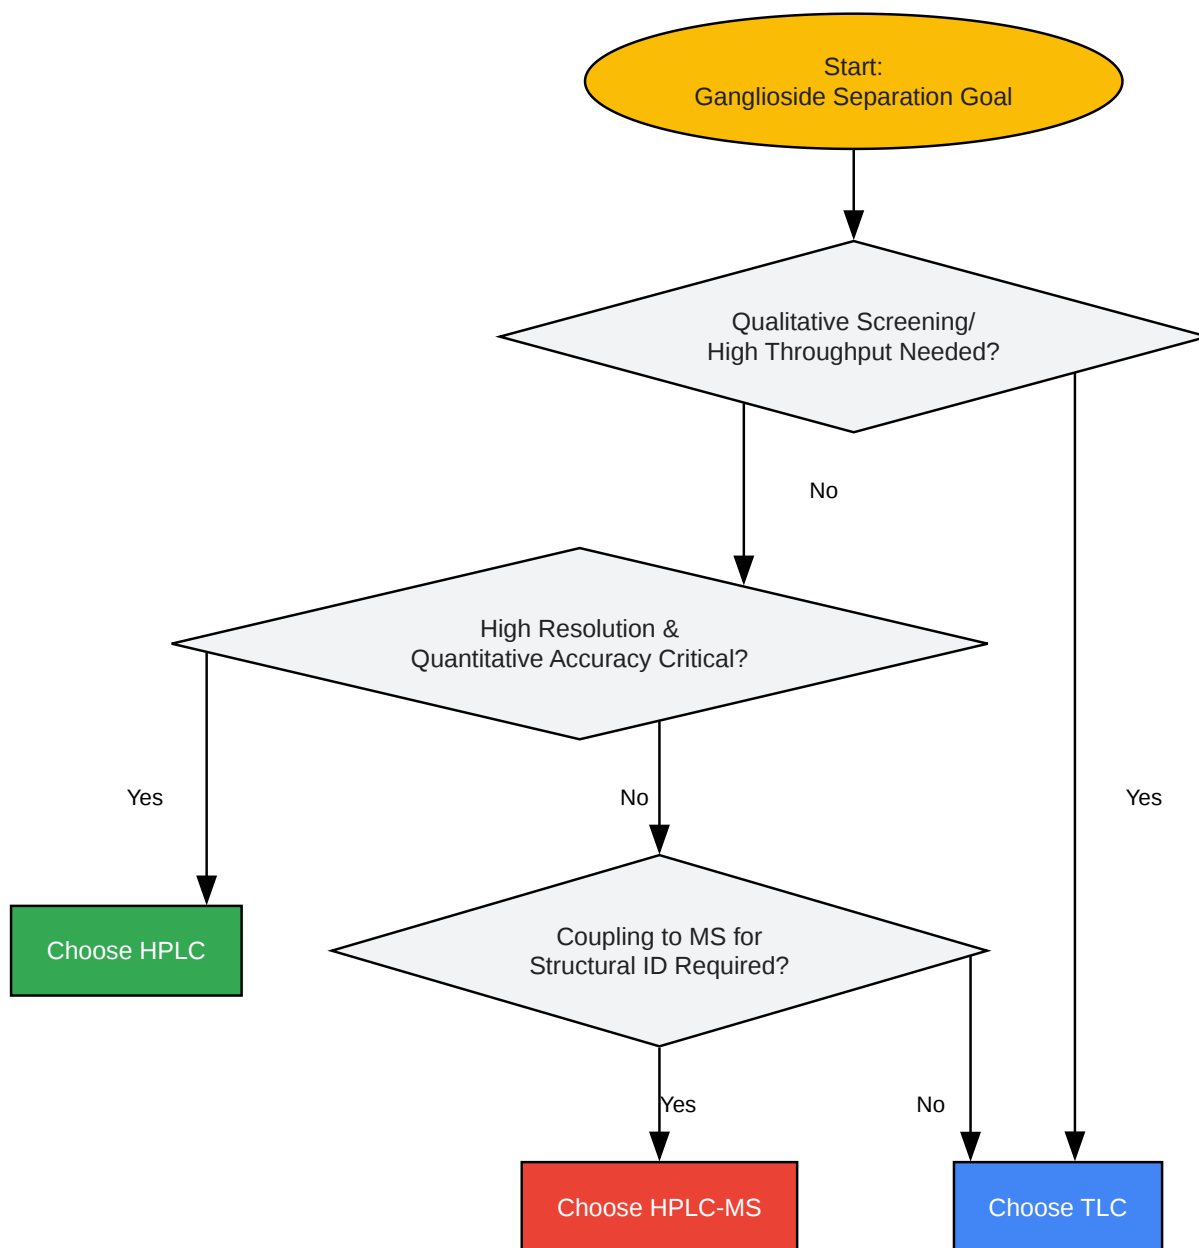 Start:
Ganglioside Separation Goal
Qualitative Screening/
High Throughput Needed?
No
High Resolution &
Quantitative Accuracy Critical?
Yes
No
Yes
Choose HPLC
Coupling to MS for
Structural ID Required?
Yes
No
Choose HPLC-MS
Choose TLC